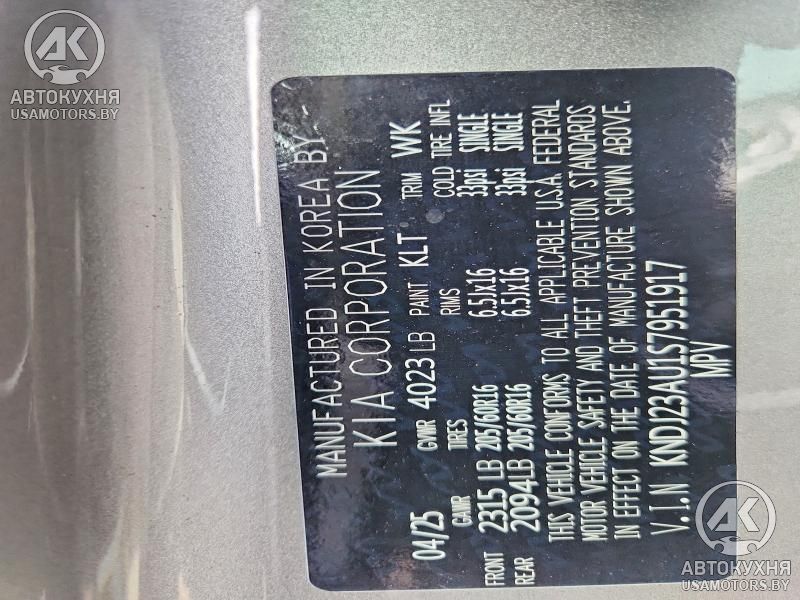 AK
АВТОКУХНЯ
USAMOTORS.BY
MANUFACTURED IN KOREA BY -
KIA CORPORATION
04/25 GVWR 4023 LB PAINT KLT TRIM WK
GAWR TIRES RIMS COLD TIRE INFL
FRONT 2315 LB 205/60R16 6.5Jx16 33psi SINGLE
REAR 2094LB 205/60R16 6.5Jx16 33psi SINGLE
THIS VEHICLE CONFORMS TO ALL APPLICABLE U.S.A. FEDERAL
MOTOR VEHICLE SAFETY AND THEFT PREVENTION STANDARDS
IN EFFECT ON THE DATE OF MANUFACTURE SHOWN ABOVE.
V.I.N KNDJ23AU1S7951917
MPV
AK
АВТОКУХНЯ
USAMOTORS.BY